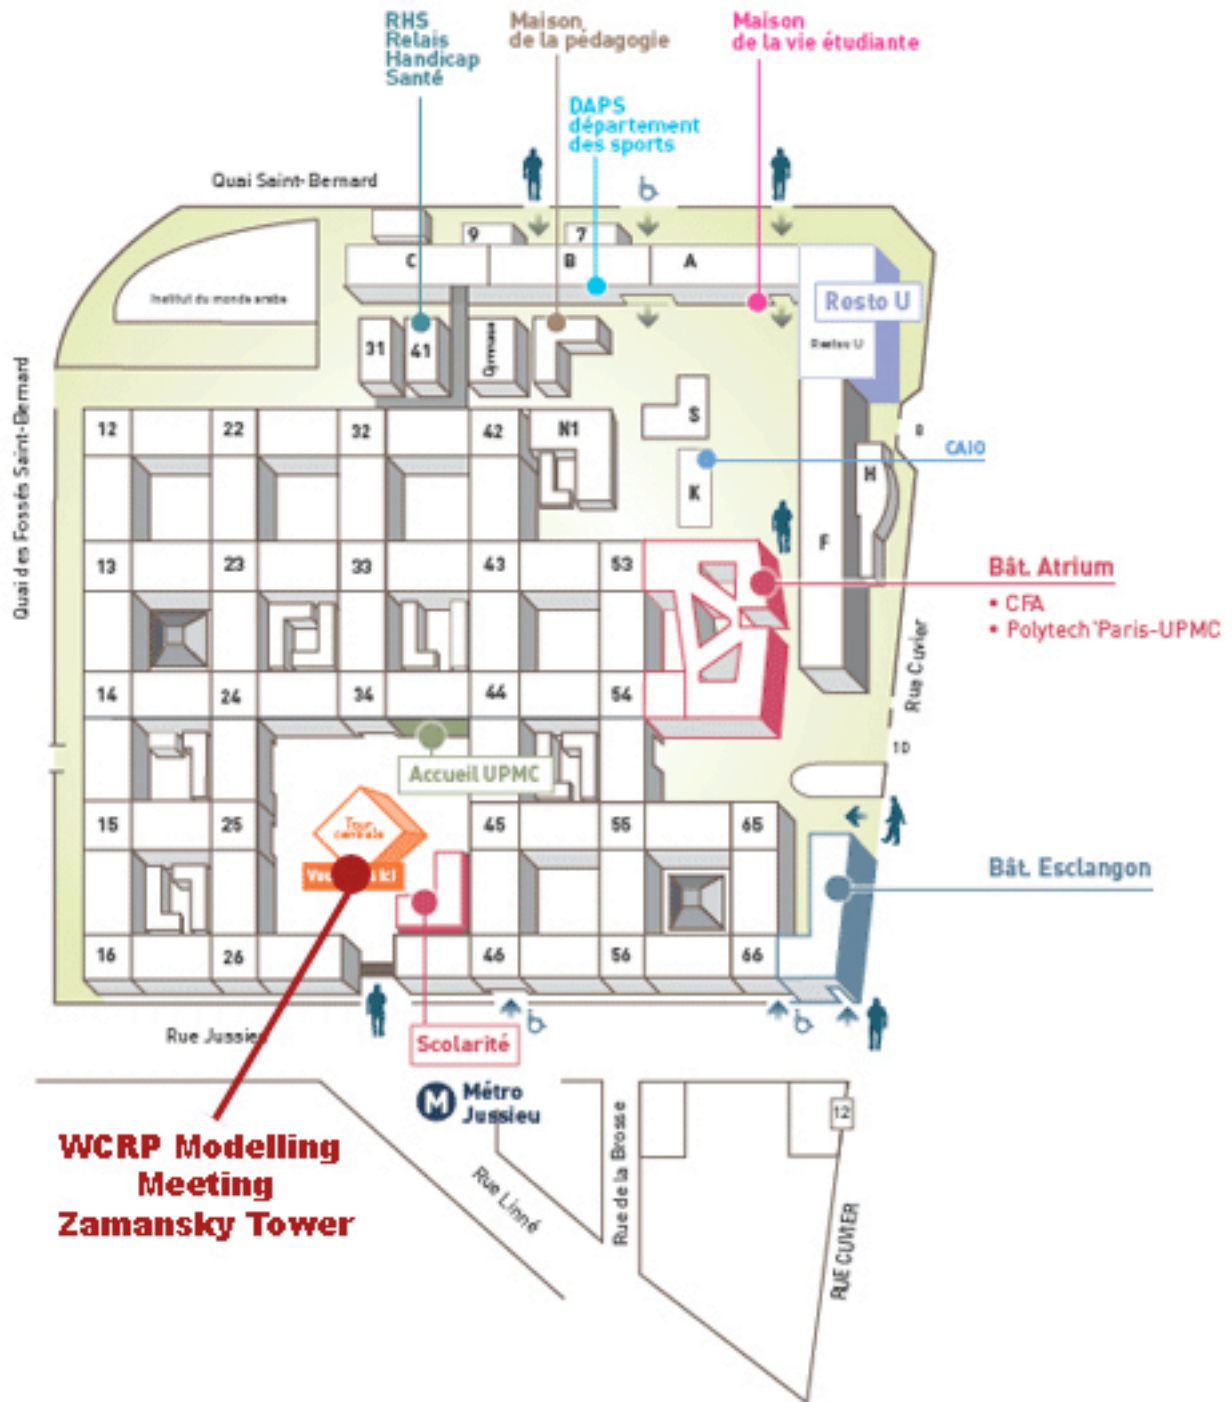 RHS
Relais
Handicap
Santé
Maison
de la pédagogie
Maison
de la vie étudiante
DAPS
département
des sports
Quai Saint-Bernard
9
7
C
B
A
Institut du monde arabe
Resto U
Restau U
31
41
Gymnase
Quai des Fossés Saint-Bernard
S
8
12
22
32
42
N1
CAIO
H
K
F
13
23
33
43
53
Bât. Atrium
• CFA
• Polytech'Paris-UPMC
Rue Cuvier
14
24
34
44
54
10
Accueil UPMC
15
25
Tour
centrale
45
55
65
Bât. Esclangon
16
26
46
56
66
Rue Jussieu
Scolarité
M
Métro
Jussieu
12
WCRP Modelling
Meeting
Zamansky Tower
Rue Linné
Rue de la Brosse
RUE CUVIER